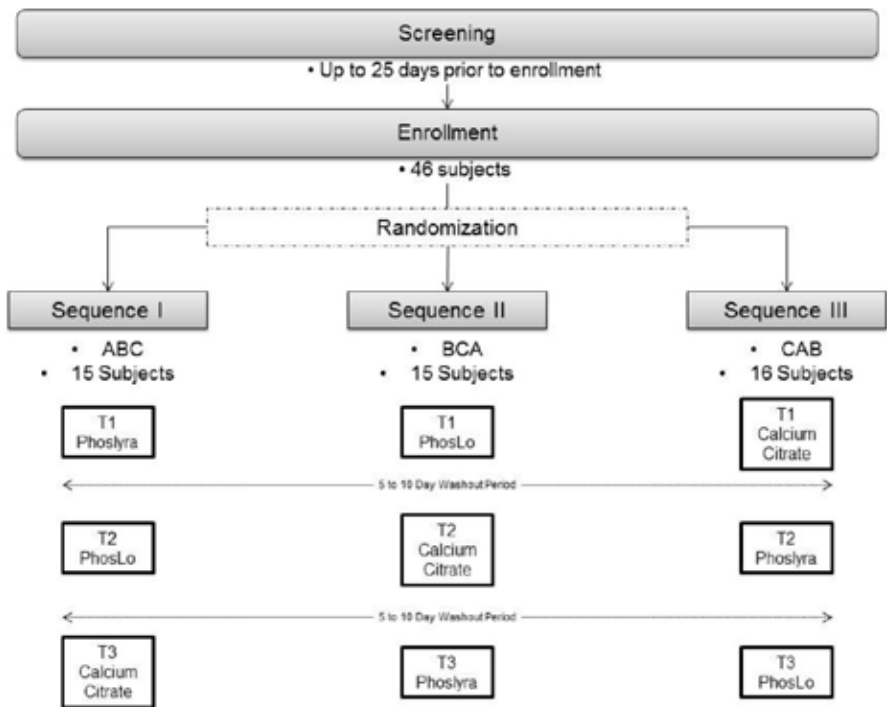 Screening
• Up to 25 days prior to enrollment
Enrollment
• 46 subjects
Randomization
Sequence I
• ABC
• 15 Subjects
Sequence II
• BCA
• 15 Subjects
Sequence III
• CAB
• 16 Subjects
T1
Phoslyra
T1
PhosLo
T1
Calcium
Citrate
5 to 10 Day Washout Period
T2
PhosLo
T2
Calcium
Citrate
T2
Phoslyra
5 to 10 Day Washout Period
T3
Calcium
Citrate
T3
Phoslyra
T3
PhosLo